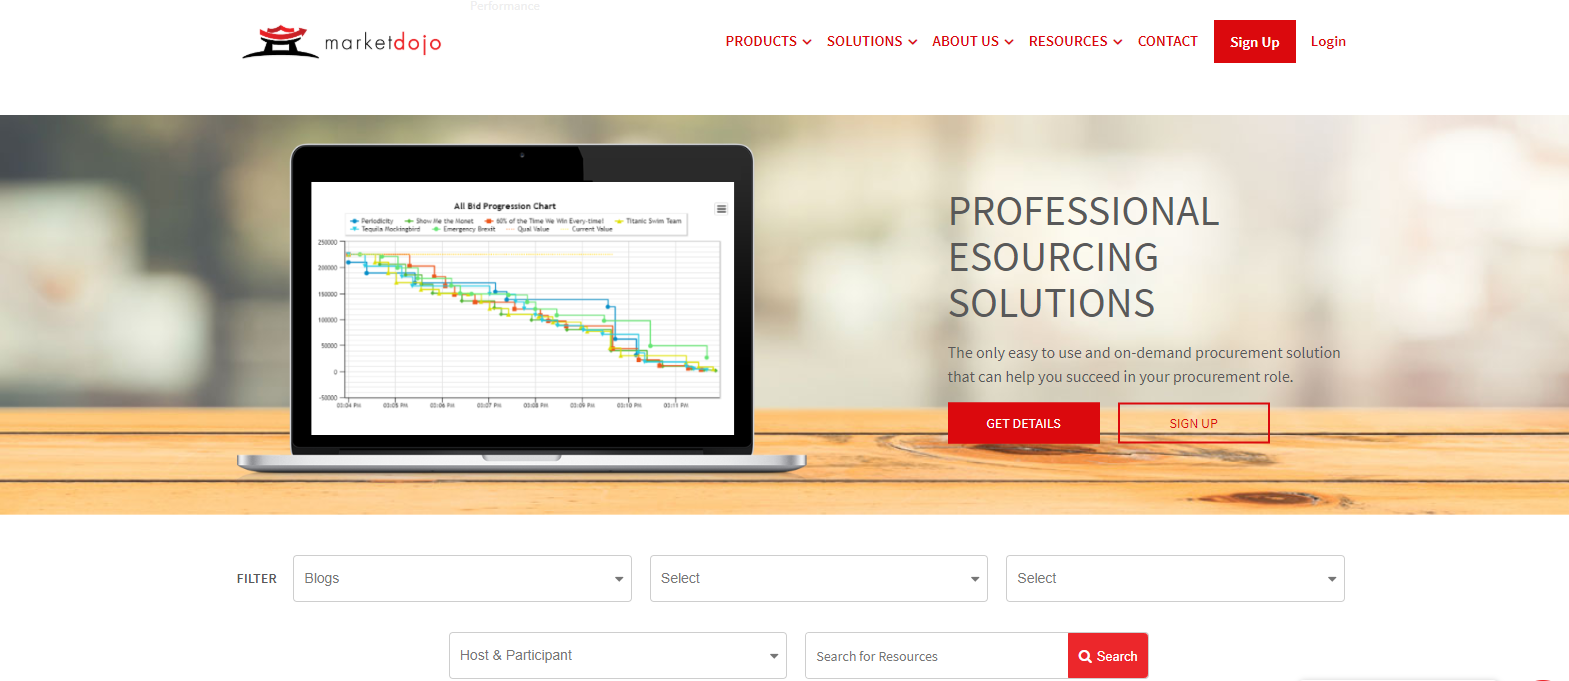 Performance
marketdojo
PRODUCTS
SOLUTIONS
ABOUT US
RESOURCES
CONTACT
Sign Up
Login
All Bid Progression Chart
Periodicity
Show Me the Monet
60% of the Time We Win Every-time!
Titanic Swim Team
Tequila Mockingbird
Emergency Brexit
Qual Value
Current Value
250000
200000
150000
100000
50000
0
-50000
03:04 PM
03:05 PM
03:06 PM
03:07 PM
03:08 PM
03:09 PM
03:10 PM
03:11 PM
PROFESSIONAL
ESOURCING
SOLUTIONS
The only easy to use and on-demand procurement solution
that can help you succeed in your procurement role.
GET DETAILS
SIGN UP
FILTER
Blogs
Select
Select
Host & Participant
Search for Resources
Search